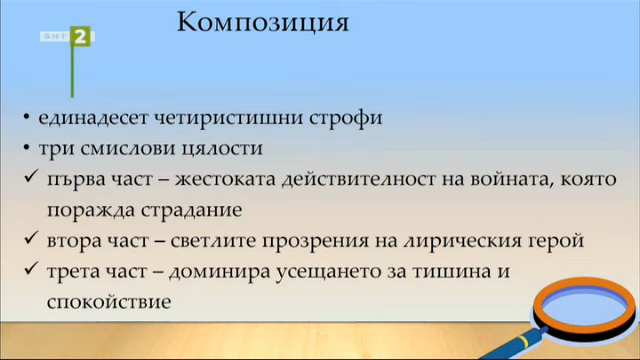 Композиция
БНТ 2
• единадесет четиристишни строфи
• три смислови цялости
✓ първа част – жестоката действителност на войната, която
поражда страдание
✓ втора част – светлите прозрения на лирическия герой
✓ трета част – доминира усещането за тишина и
спокойствие